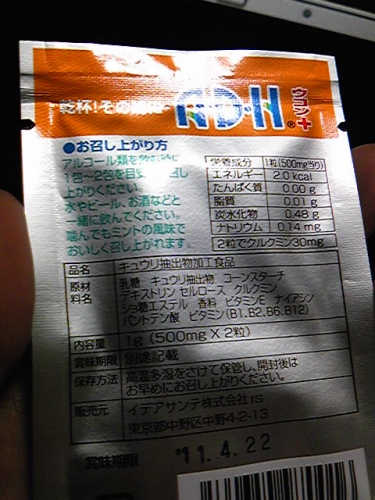 乾杯!その前に
A・D・H®
ウコン+
●お召し上がり方
アルコール類を飲む
1包~2包を目安 召し
上がりください。
水やビール、お酒などと
一緒に飲んでください。
噛んでもミントの風味で
おいしく召し上がれます
栄養成分 1粒(500mg当り)
エネルギー 2.0 kcal
たんぱく質 0.00 g
脂質 0.01 g
炭水化物 0.48 g
ナトリウム 0.14 mg
2粒でクルクミン30mg
品名 キュウリ抽出物加工食品
原材料名 乳糖 キュウリ抽出物 コーンスターチ
デキストリン セルロース クルクミン
ショ糖エステル 香料 ビタミンE ナイアシン
パントテン酸 ビタミン(B1.B2.B6.B12)
内容量 1g (500mg X 2粒)
賞味期限 別途記載
保存方法 高温多湿をさけて保管し、開封後は
お早めにお召し上がりください。
販売元 イデアサンテ株式会社IS
東京都中野区中野4-2-13
賞味期限 '11.4.22